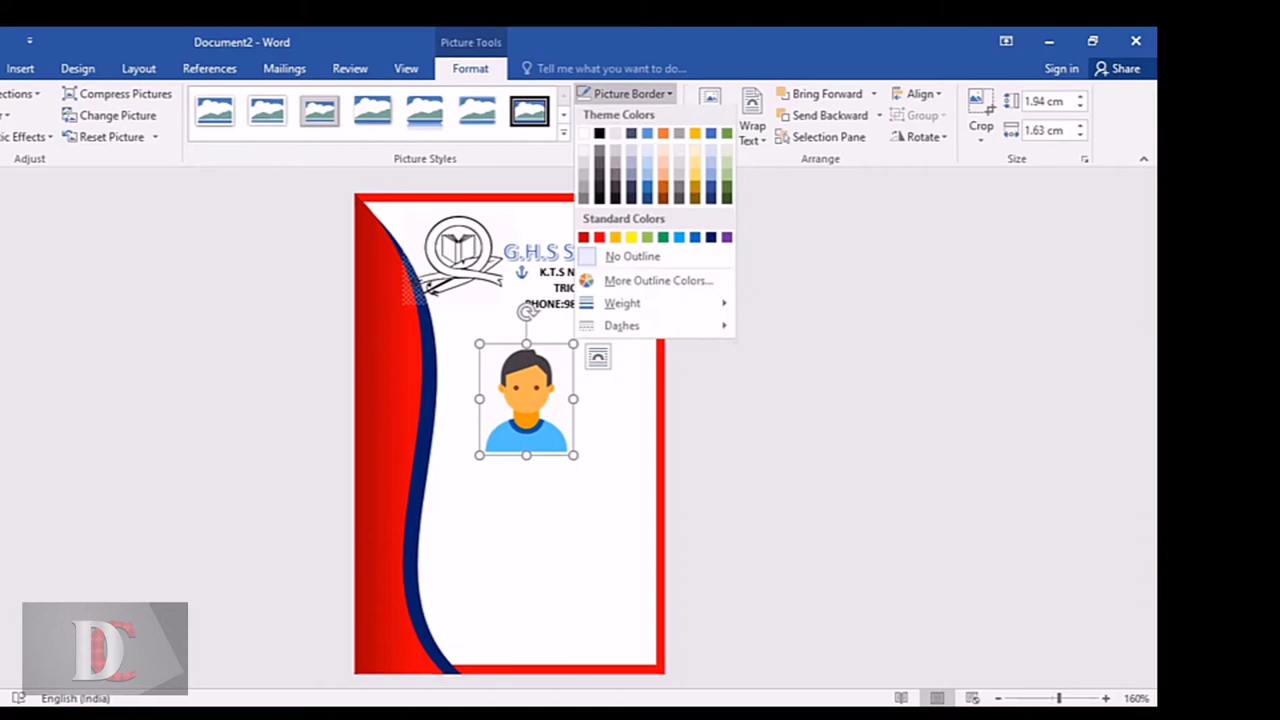 Document2 - Word
Picture Tools
Insert
Design
Layout
References
Mailings
Review
View
Format
Tell me what you want to do...
Sign in
Share
Compress Pictures
Change Picture
Reset Picture
Adjust
Picture Styles
Picture Border
Theme Colors
Standard Colors
No Outline
More Outline Colors...
Weight
Dashes
Wrap
Text
Bring Forward
Send Backward
Selection Pane
Align
Group
Rotate
Arrange
Crop
1.94 cm
1.63 cm
Size
G.H.S S
K.T.S N
TRIC
PHONE:98
DC
English (India)
160%